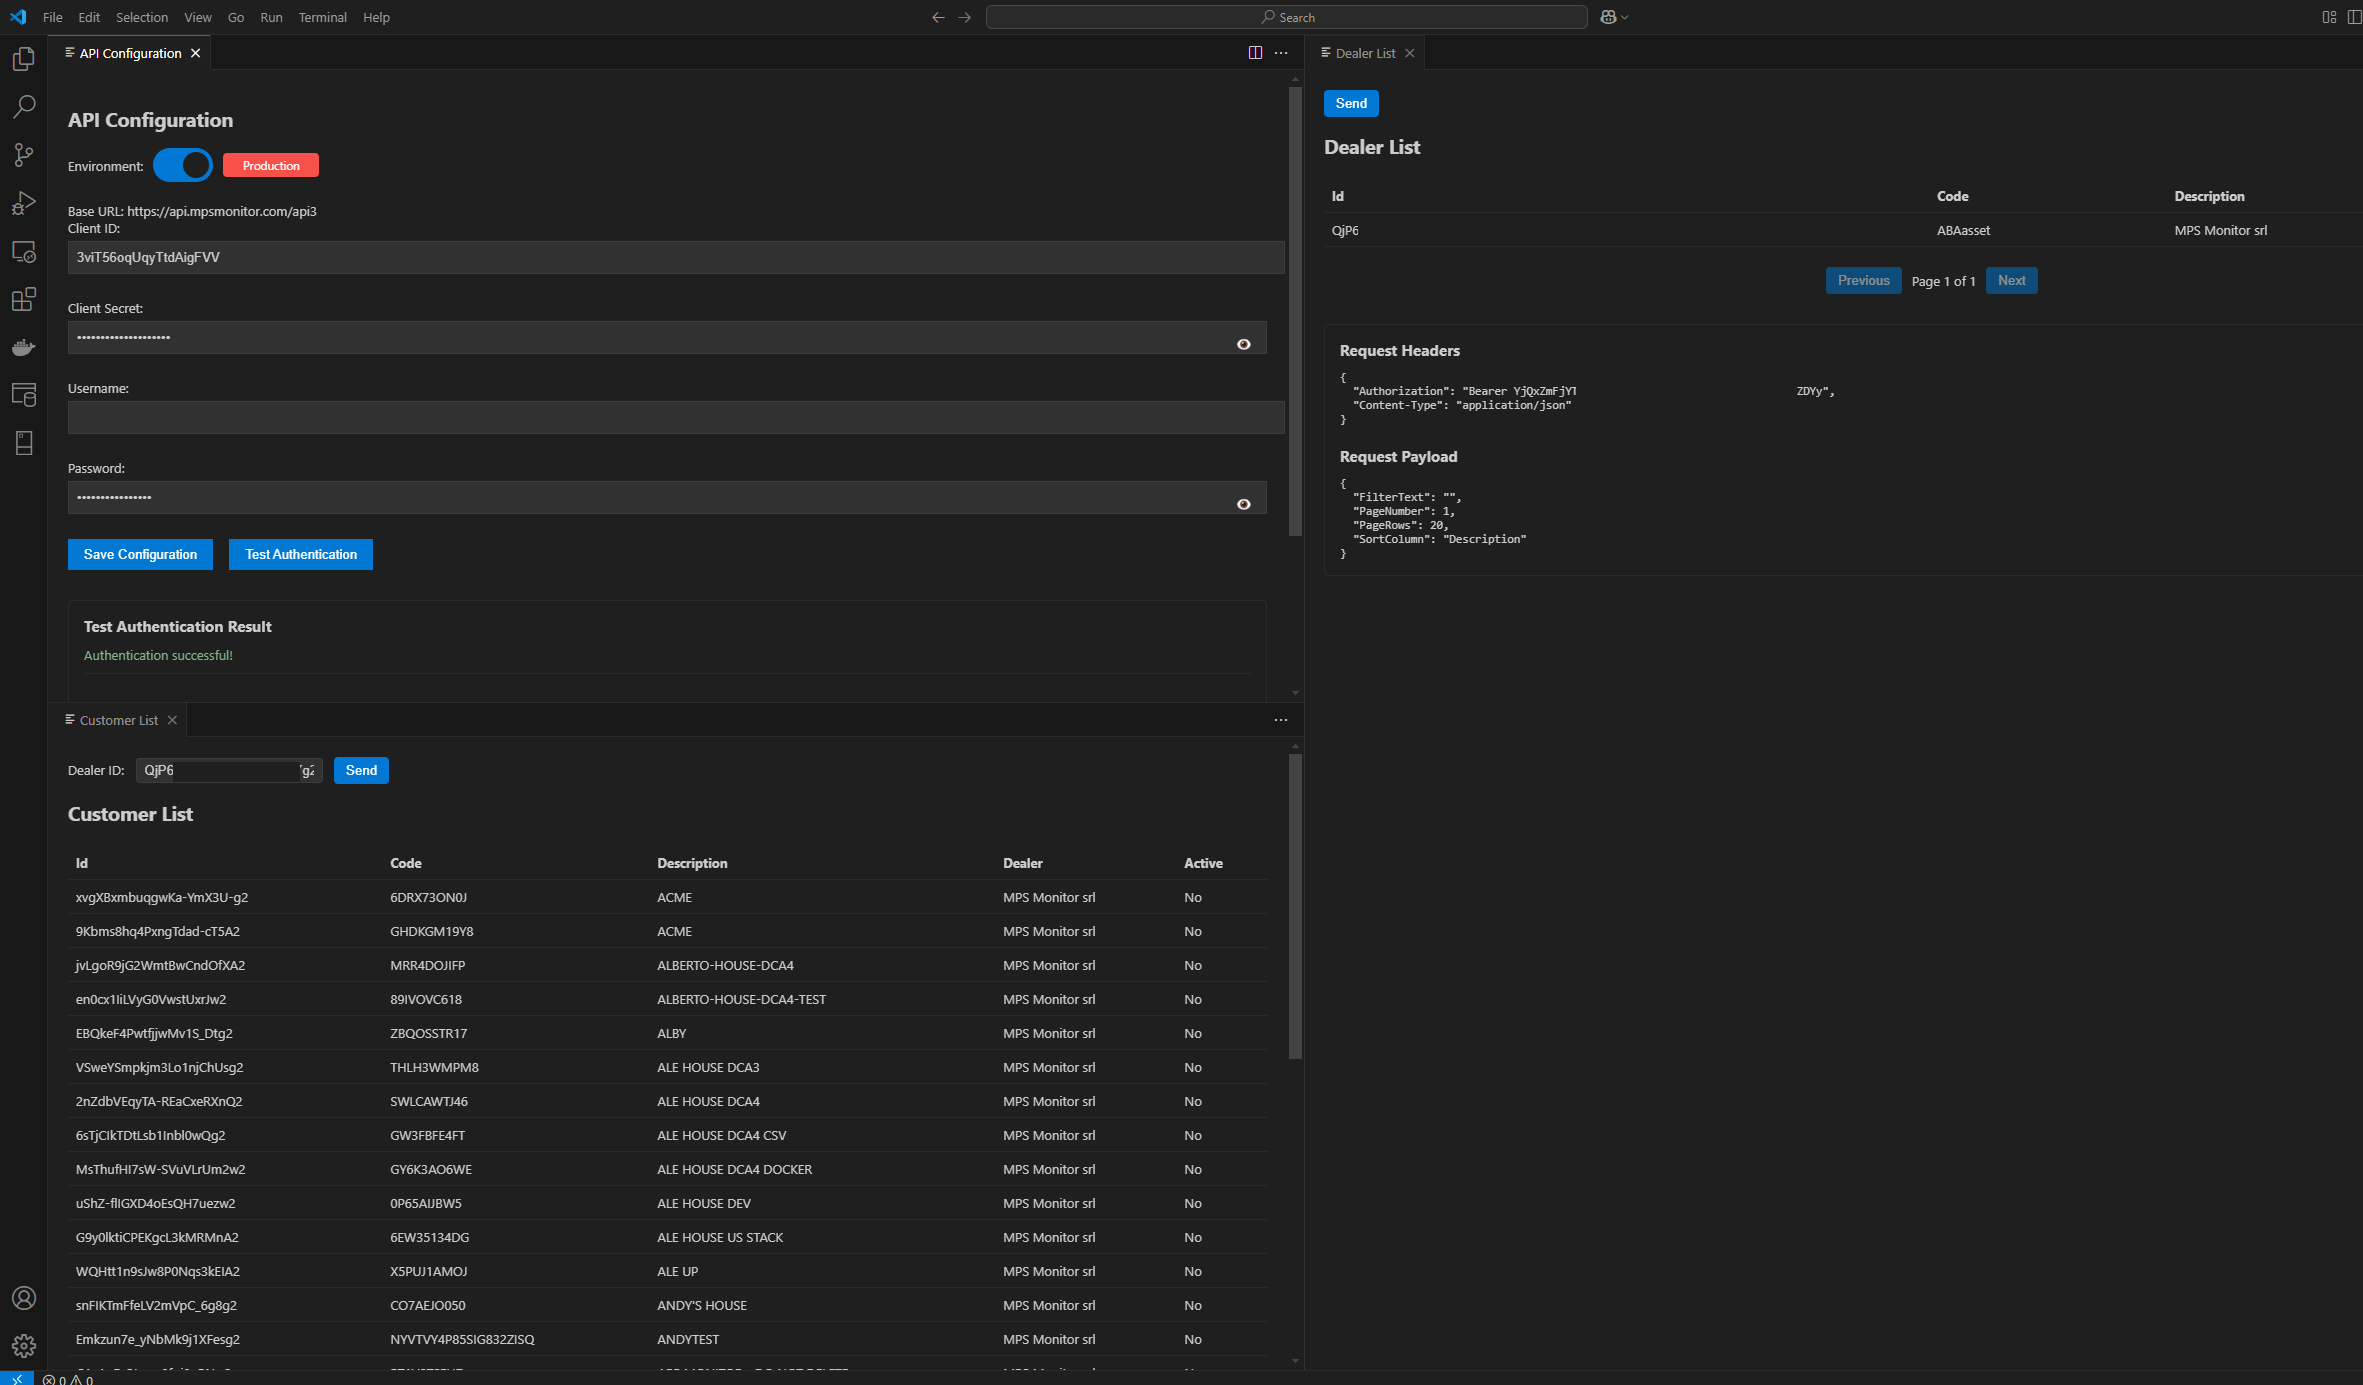 File Edit Selection View Go Run Terminal Help
Search
API Configuration
API Configuration
Environment: Production
Base URL: https://api.mpsmonitor.com/api3
Client ID:
3viT56oqUqyTtdAigFVV
Client Secret:
••••••••••••••••••••
Username:
Password:
••••••••••••••••
Save Configuration Test Authentication
Test Authentication Result
Authentication successful!
Customer List
Dealer ID: QjP6 g2 Send
Customer List
Id Code Description Dealer Active
xvgXBxmbuqgwKa-YmX3U-g2 6DRX73ON0J ACME MPS Monitor srl No
9Kbms8hq4PxngTdad-cT5A2 GHDKGM19Y8 ACME MPS Monitor srl No
jvLgoR9jG2WmtBwCndOfXA2 MRR4DOJIFP ALBERTO-HOUSE-DCA4 MPS Monitor srl No
en0cx1IiLVyG0VwstUxrJw2 89IVOVC618 ALBERTO-HOUSE-DCA4-TEST MPS Monitor srl No
EBQkeF4PwtfjjwMv1S_Dtg2 ZBQOSSTR17 ALBY MPS Monitor srl No
VSweYSmpkjm3Lo1njChUsg2 THLH3WMPM8 ALE HOUSE DCA3 MPS Monitor srl No
2nZdbVEqyTA-REaCxeRXnQ2 SWLCAWTJ46 ALE HOUSE DCA4 MPS Monitor srl No
6sTjCIkTDtLsb1Inbl0wQg2 GW3FBFE4FT ALE HOUSE DCA4 CSV MPS Monitor srl No
MsThufHI7sW-SVuVLrUm2w2 GY6K3AO6WE ALE HOUSE DCA4 DOCKER MPS Monitor srl No
uShZ-flIGXD4oEsQH7uezw2 0P65AIJBW5 ALE HOUSE DEV MPS Monitor srl No
G9y0lktiCPEKgcL3kMRMnA2 6EW35134DG ALE HOUSE US STACK MPS Monitor srl No
WQHtt1n9sJw8P0Nqs3kEIA2 X5PUJ1AMOJ ALE UP MPS Monitor srl No
snFIKTmFfeLV2mVpC_6g8g2 CO7AEJO050 ANDY'S HOUSE MPS Monitor srl No
Emkzun7e_yNbMk9j1XFesg2 NYVTVY4P85SIG832ZISQ ANDYTEST MPS Monitor srl No
0 0
Dealer List
Send
Dealer List
Id Code Description
QjP6 ABAasset MPS Monitor srl
Previous Page 1 of 1 Next
Request Headers
{
"Authorization": "Bearer YjQxZmFjYT ZDYy",
"Content-Type": "application/json"
}
Request Payload
{
"FilterText": "",
"PageNumber": 1,
"PageRows": 20,
"SortColumn": "Description"
}